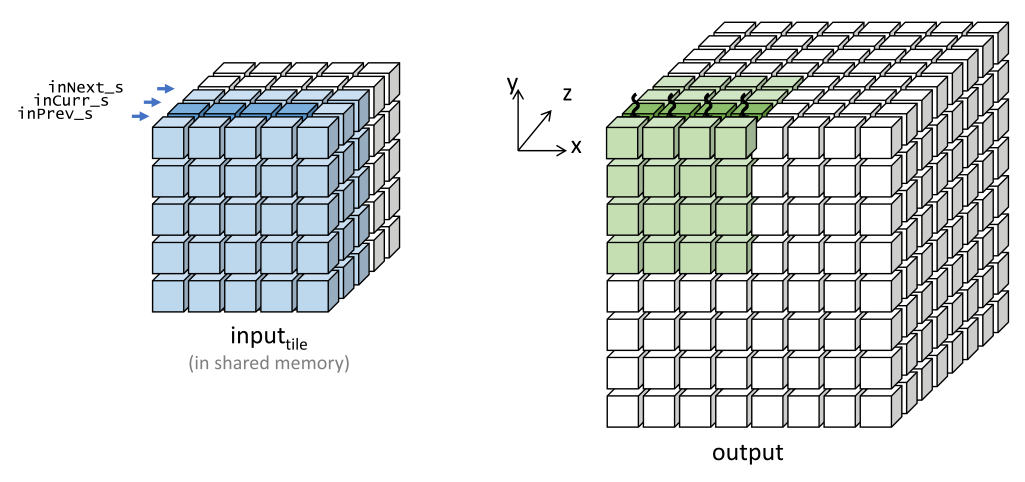 inNext_s
inCurr_s
inPrev_s
y
z
x
input_tile
(in shared memory)
output